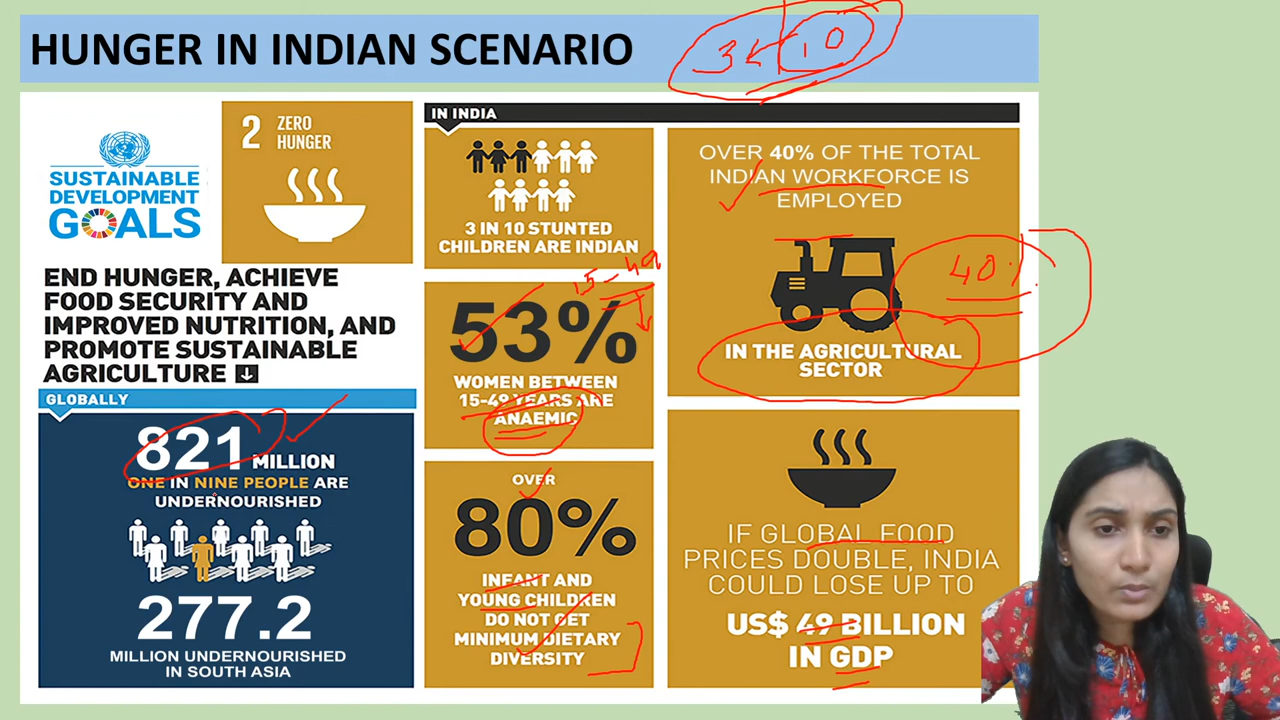 HUNGER IN INDIAN SCENARIO
3 < 10
SUSTAINABLE
DEVELOPMENT
GOALS
2 ZERO
HUNGER
END HUNGER, ACHIEVE
FOOD SECURITY AND
IMPROVED NUTRITION, AND
PROMOTE SUSTAINABLE
AGRICULTURE
GLOBALLY
821 MILLION
ONE IN NINE PEOPLE ARE
UNDERNOURISHED
277.2
MILLION UNDERNOURISHED
IN SOUTH ASIA
IN INDIA
3 IN 10 STUNTED
CHILDREN ARE INDIAN
15-49
53%
WOMEN BETWEEN
15-49 YEARS ARE
ANAEMIC
OVER
80%
INFANT AND
YOUNG CHILDREN
DO NOT GET
MINIMUM DIETARY
DIVERSITY
OVER 40% OF THE TOTAL
INDIAN WORKFORCE IS
EMPLOYED
40%
IN THE AGRICULTURAL
SECTOR
IF GLOBAL FOOD
PRICES DOUBLE, INDIA
COULD LOSE UP TO
US$ 49 BILLION
IN GDP